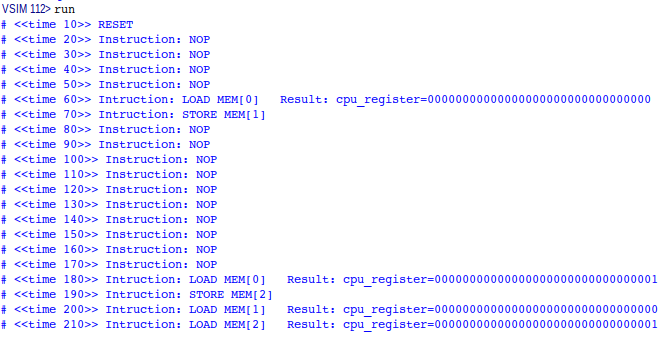 VSIM 112> run
# <<time 10>> RESET
# <<time 20>> Instruction: NOP
# <<time 30>> Instruction: NOP
# <<time 40>> Instruction: NOP
# <<time 50>> Instruction: NOP
# <<time 60>> Intruction: LOAD MEM[0]   Result: cpu_register=00000000000000000000000000000000
# <<time 70>> Intruction: STORE MEM[1]
# <<time 80>> Instruction: NOP
# <<time 90>> Instruction: NOP
# <<time 100>> Instruction: NOP
# <<time 110>> Instruction: NOP
# <<time 120>> Instruction: NOP
# <<time 130>> Instruction: NOP
# <<time 140>> Instruction: NOP
# <<time 150>> Instruction: NOP
# <<time 160>> Instruction: NOP
# <<time 170>> Instruction: NOP
# <<time 180>> Intruction: LOAD MEM[0]   Result: cpu_register=00000000000000000000000000000001
# <<time 190>> Intruction: STORE MEM[2]
# <<time 200>> Intruction: LOAD MEM[1]   Result: cpu_register=00000000000000000000000000000000
# <<time 210>> Intruction: LOAD MEM[2]   Result: cpu_register=00000000000000000000000000000001